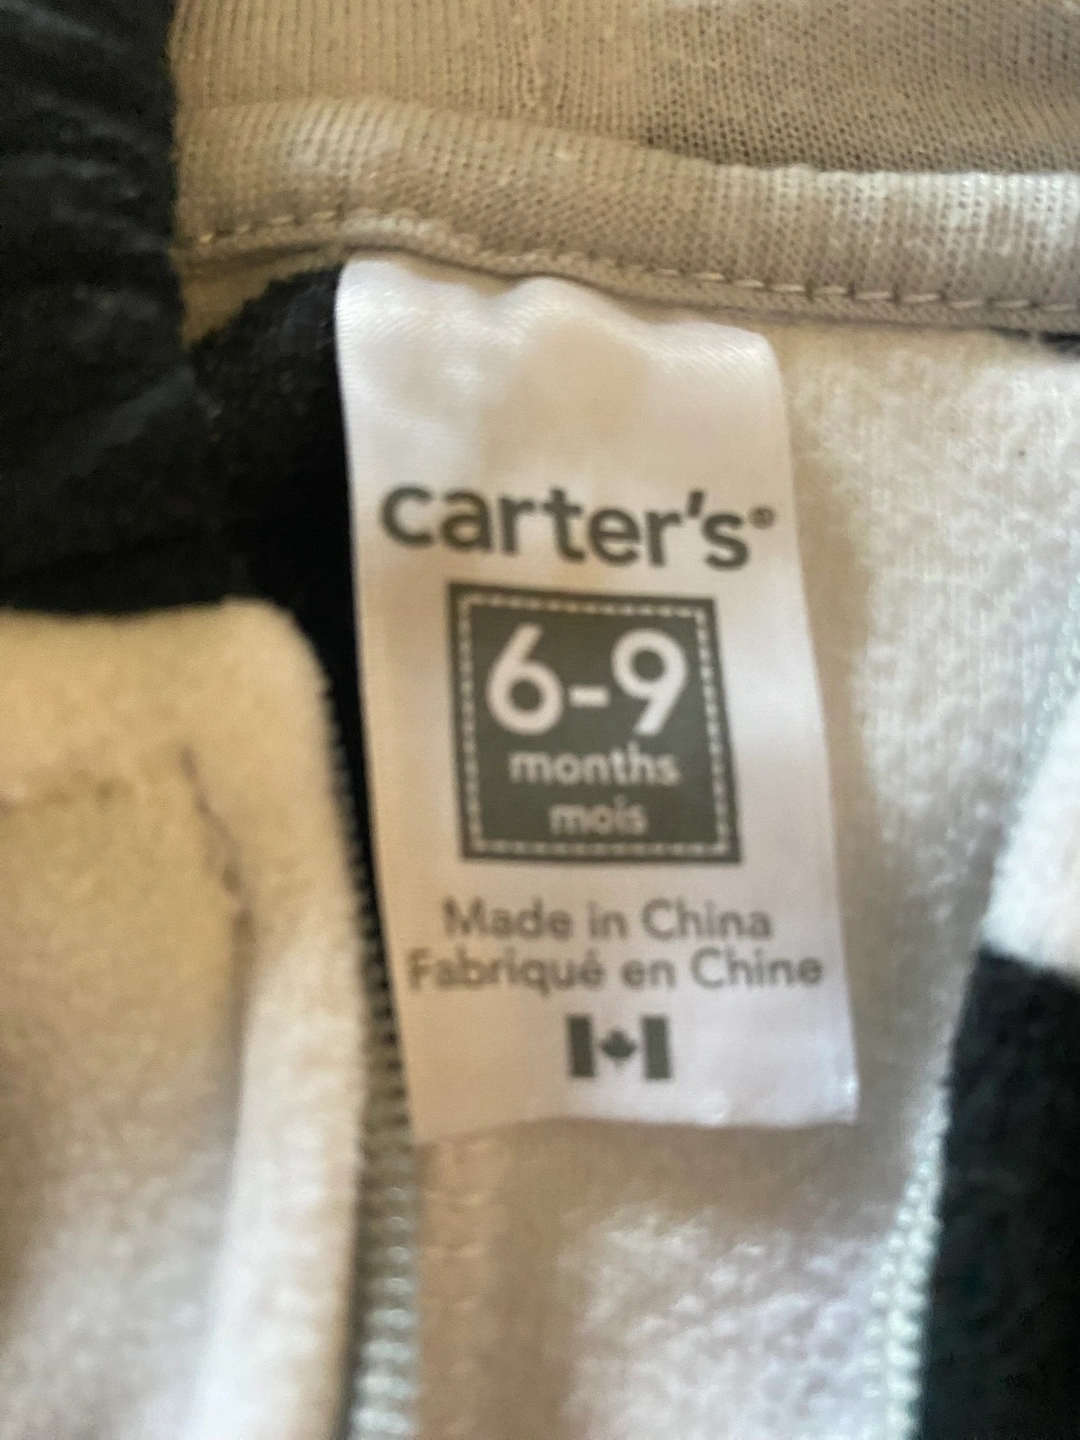 carter's®
6-9
months
mois
Made in China
Fabriqué en Chine